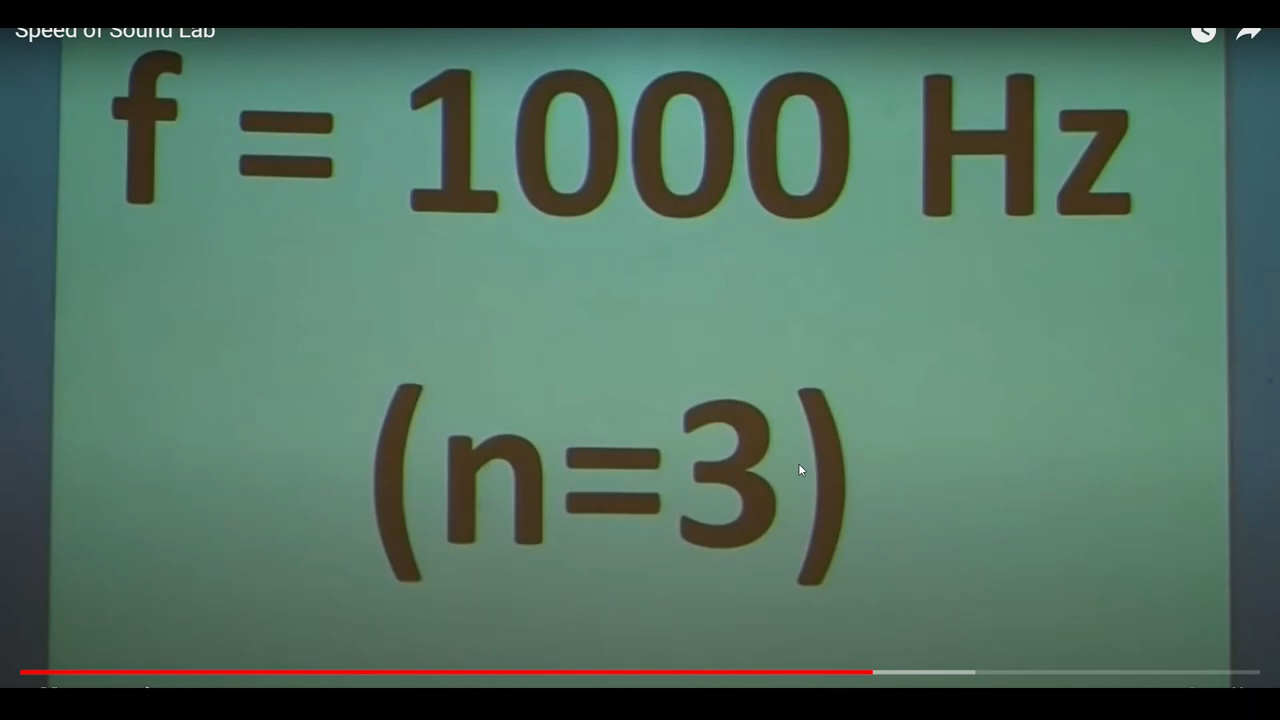 Speed of Sound Lab
f = 1000 Hz
(n=3)